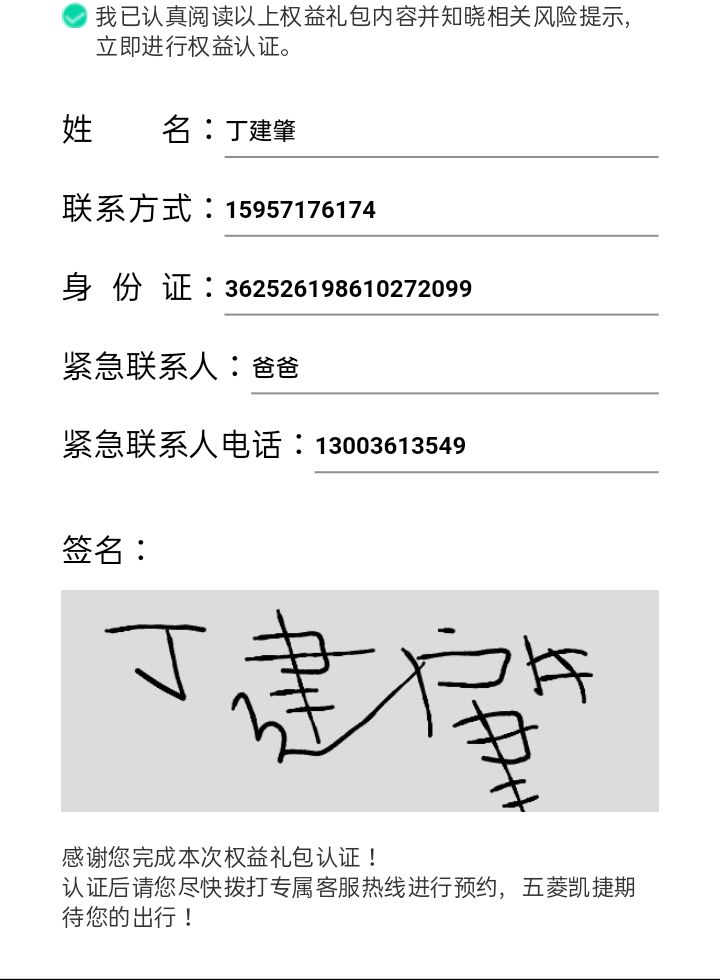 我已认真阅读以上权益礼包内容并知晓相关风险提示,
立即进行权益认证。
姓 名：丁建肇
联系方式：15957176174
身 份 证：362526198610272099
紧急联系人：爸爸
紧急联系人电话：13003613549
签名：
丁建肇
感谢您完成本次权益礼包认证！
认证后请您尽快拨打专属客服热线进行预约, 五菱凯捷期
待您的出行！